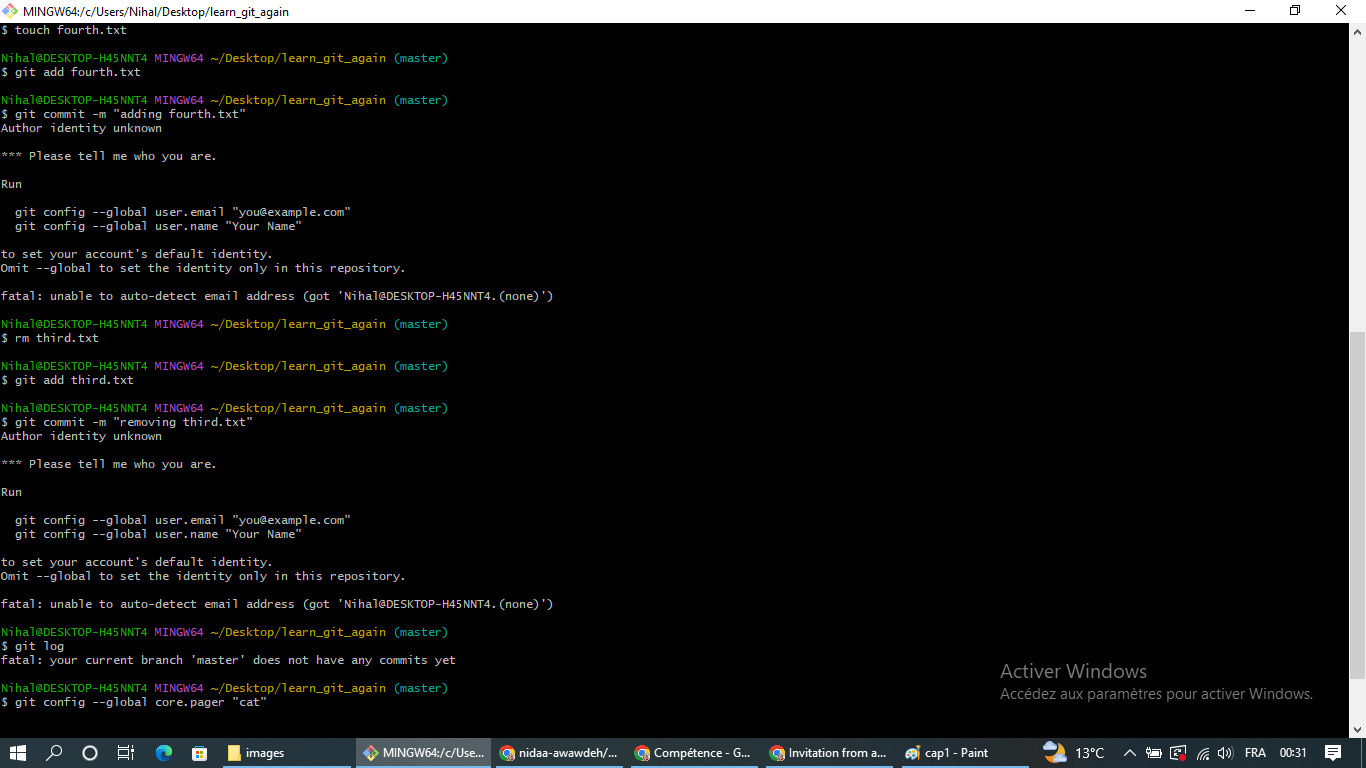 MINGW64:/c/Users/Nihal/Desktop/learn_git_again
$ touch fourth.txt
Nihal@DESKTOP-H45NNT4 MINGW64 ~/Desktop/learn_git_again (master)
$ git add fourth.txt
Nihal@DESKTOP-H45NNT4 MINGW64 ~/Desktop/learn_git_again (master)
$ git commit -m "adding fourth.txt"
Author identity unknown
*** Please tell me who you are.
Run
git config --global user.email "you@example.com"
git config --global user.name "Your Name"
to set your account's default identity.
Omit --global to set the identity only in this repository.
fatal: unable to auto-detect email address (got 'Nihal@DESKTOP-H45NNT4.(none)')
Nihal@DESKTOP-H45NNT4 MINGW64 ~/Desktop/learn_git_again (master)
$ rm third.txt
Nihal@DESKTOP-H45NNT4 MINGW64 ~/Desktop/learn_git_again (master)
$ git add third.txt
Nihal@DESKTOP-H45NNT4 MINGW64 ~/Desktop/learn_git_again (master)
$ git commit -m "removing third.txt"
Author identity unknown
*** Please tell me who you are.
Run
git config --global user.email "you@example.com"
git config --global user.name "Your Name"
to set your account's default identity.
Omit --global to set the identity only in this repository.
fatal: unable to auto-detect email address (got 'Nihal@DESKTOP-H45NNT4.(none)')
Nihal@DESKTOP-H45NNT4 MINGW64 ~/Desktop/learn_git_again (master)
$ git log
fatal: your current branch 'master' does not have any commits yet
Nihal@DESKTOP-H45NNT4 MINGW64 ~/Desktop/learn_git_again (master)
$ git config --global core.pager "cat"
Activer Windows
Accédez aux paramètres pour activer Windows.
images
MINGW64:/c/Use...
nidaa-awawdeh/...
Compétence - G...
Invitation from a...
cap1 - Paint
13°C
FRA
00:31